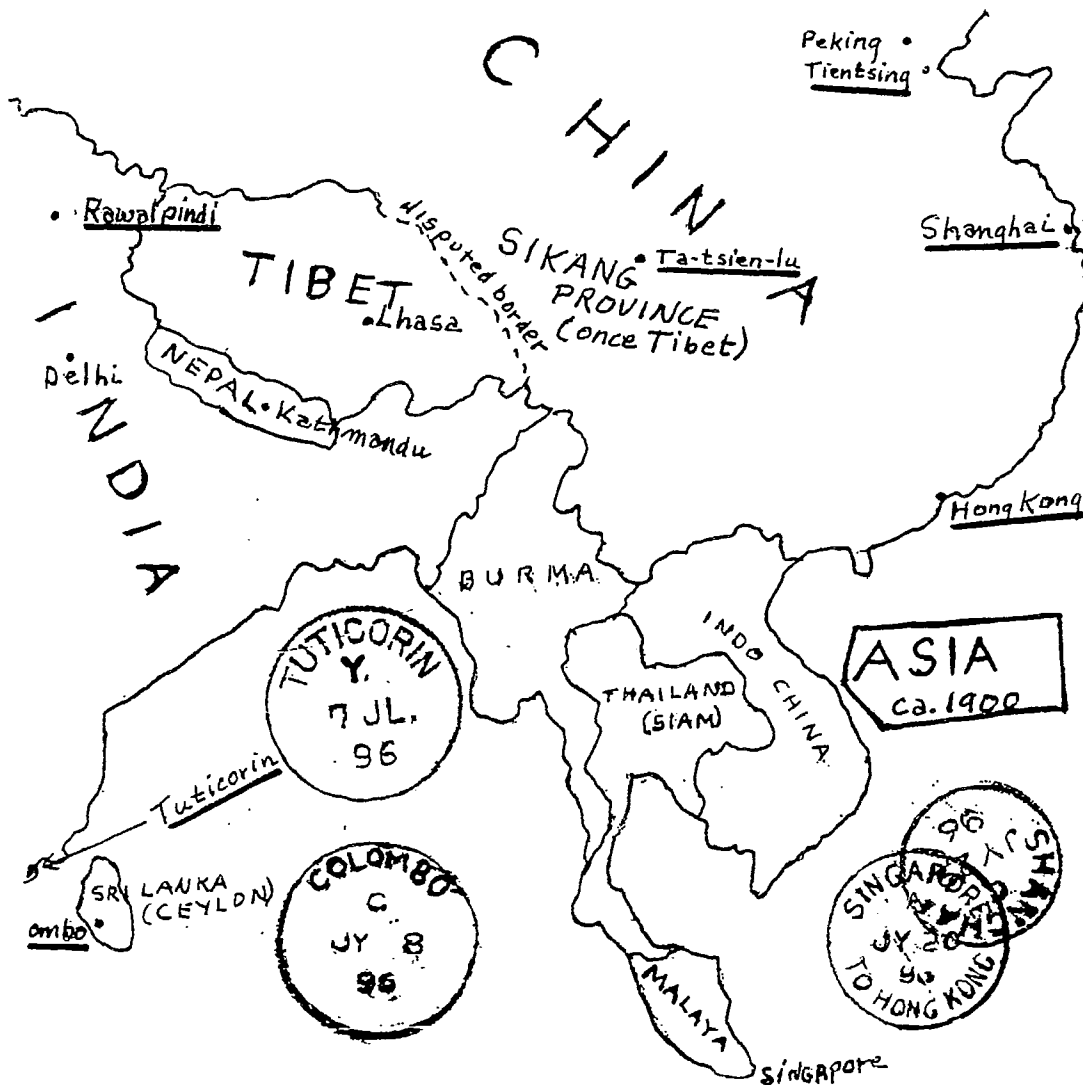 CHINA
Peking
Tientsing
Rawalpindi
disputed border
SIKANG
PROVINCE
(once Tibet)
Ta-tsien-lu
Shanghai
TIBET
Lhasa
INDIA
Delhi
NEPAL
Kathmandu
Hong Kong
BURMA
INDO CHINA
ASIA
ca. 1900
THAILAND
(SIAM)
TUTICORIN
Y.
7 JL.
96
Tuticorin
SRI LANKA
(CEYLON)
ombo
COLOMBO
C
JY 8
96
SHAN
96
SINGAPORE
JY 20
TO HONG KONG
MALAYA
SINGAPORE